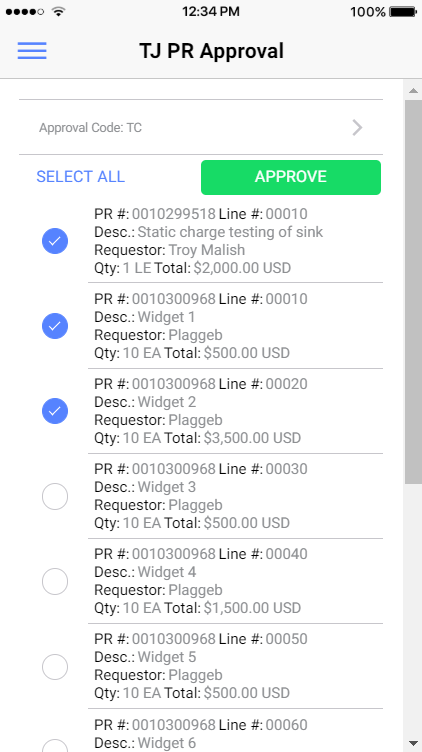 12:34 PM 100%
TJ PR Approval
Approval Code: TC
SELECT ALL APPROVE
PR #: 0010299518 Line #: 00010
Desc.: Static charge testing of sink
Requestor: Troy Malish
Qty: 1 LE Total: $2,000.00 USD
PR #: 0010300968 Line #: 00010
Desc.: Widget 1
Requestor: Plaggeb
Qty: 10 EA Total: $500.00 USD
PR #: 0010300968 Line #: 00020
Desc.: Widget 2
Requestor: Plaggeb
Qty: 10 EA Total: $3,500.00 USD
PR #: 0010300968 Line #: 00030
Desc.: Widget 3
Requestor: Plaggeb
Qty: 10 EA Total: $500.00 USD
PR #: 0010300968 Line #: 00040
Desc.: Widget 4
Requestor: Plaggeb
Qty: 10 EA Total: $1,500.00 USD
PR #: 0010300968 Line #: 00050
Desc.: Widget 5
Requestor: Plaggeb
Qty: 10 EA Total: $500.00 USD
PR #: 0010300968 Line #: 00060
Desc.: Widget 6